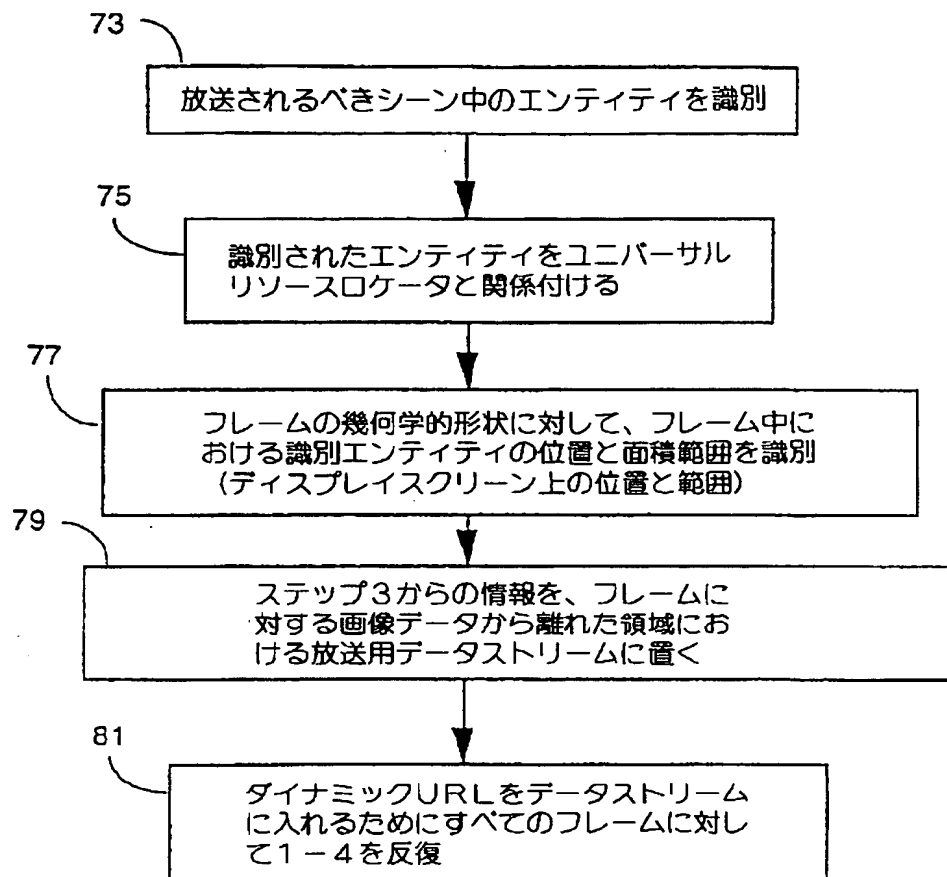 73
放送されるべきシーン中のエンティティを識別
75
識別されたエンティティをユニバーサル
リソースロケータと関係付ける
77
フレームの幾何学的形状に対して、フレーム中に
おける識別エンティティの位置と面積範囲を識別
(ディスプレイスクリーン上の位置と範囲)
79
ステップ3からの情報を、フレームに
対する画像データから離れた領域にお
ける放送用データストリームに置く
81
ダイナミックURLをデータストリーム
に入れるためにすべてのフレームに対し
て1-4を反復